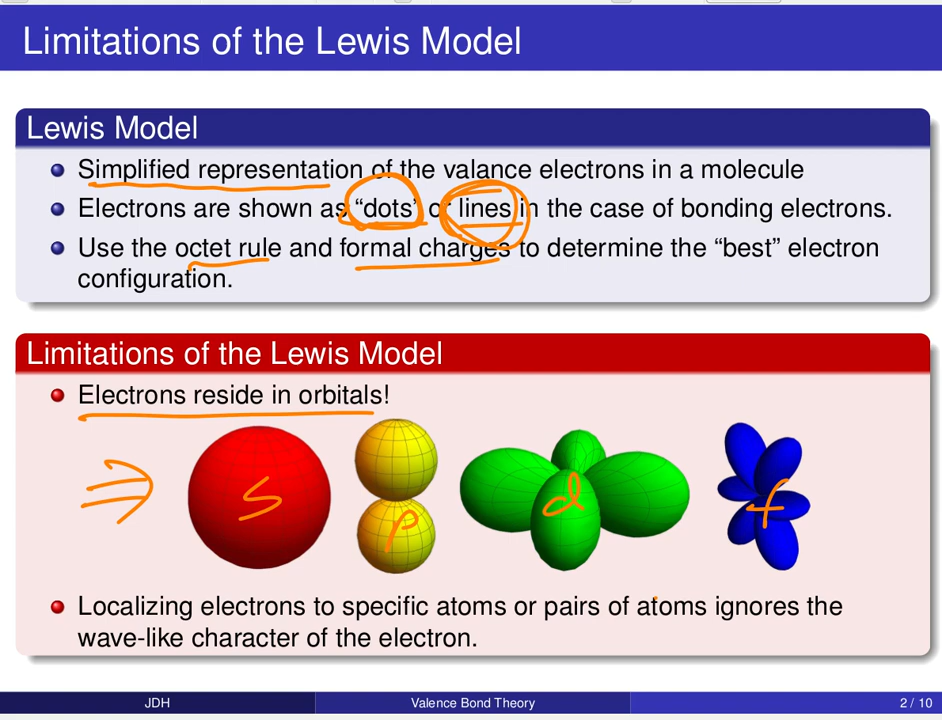 Limitations of the Lewis Model
Lewis Model
Simplified representation of the valance electrons in a molecule
Electrons are shown as “dots” or lines in the case of bonding electrons.
Use the octet rule and formal charges to determine the “best” electron
configuration.
Limitations of the Lewis Model
Electrons reside in orbitals!
s p d f
Localizing electrons to specific atoms or pairs of atoms ignores the
wave-like character of the electron.
JDH Valence Bond Theory 2 / 10